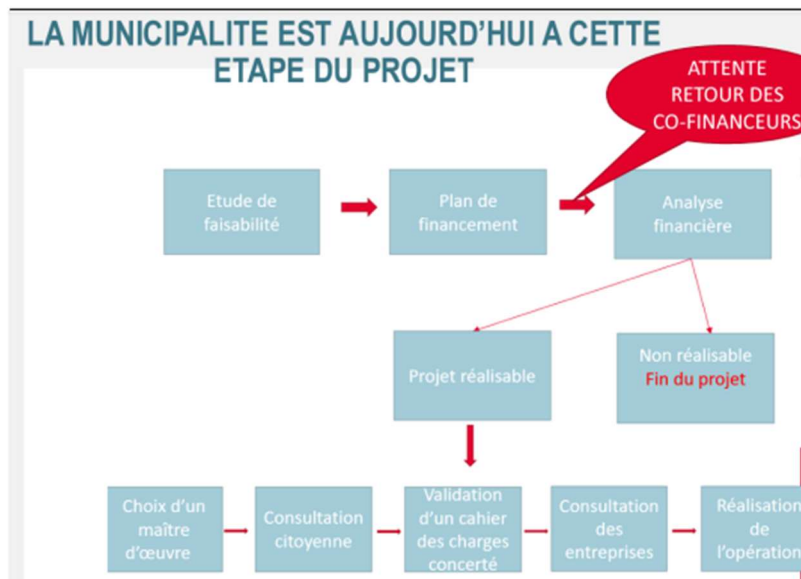 LA MUNICIPALITE EST AUJOURD’HUI A CETTE
ETAPE DU PROJET
ATTENTE
RETOUR DES
CO-FINANCEURS
Etude de
faisabilité
Plan de
financement
Analyse
financière
Projet réalisable
Non réalisable
Fin du projet
Choix d’un
maître
d’œuvre
Consultation
citoyenne
Validation
d’un cahier
des charges
concerté
Consultation
des
entreprises
Réalisation
de
l’opération